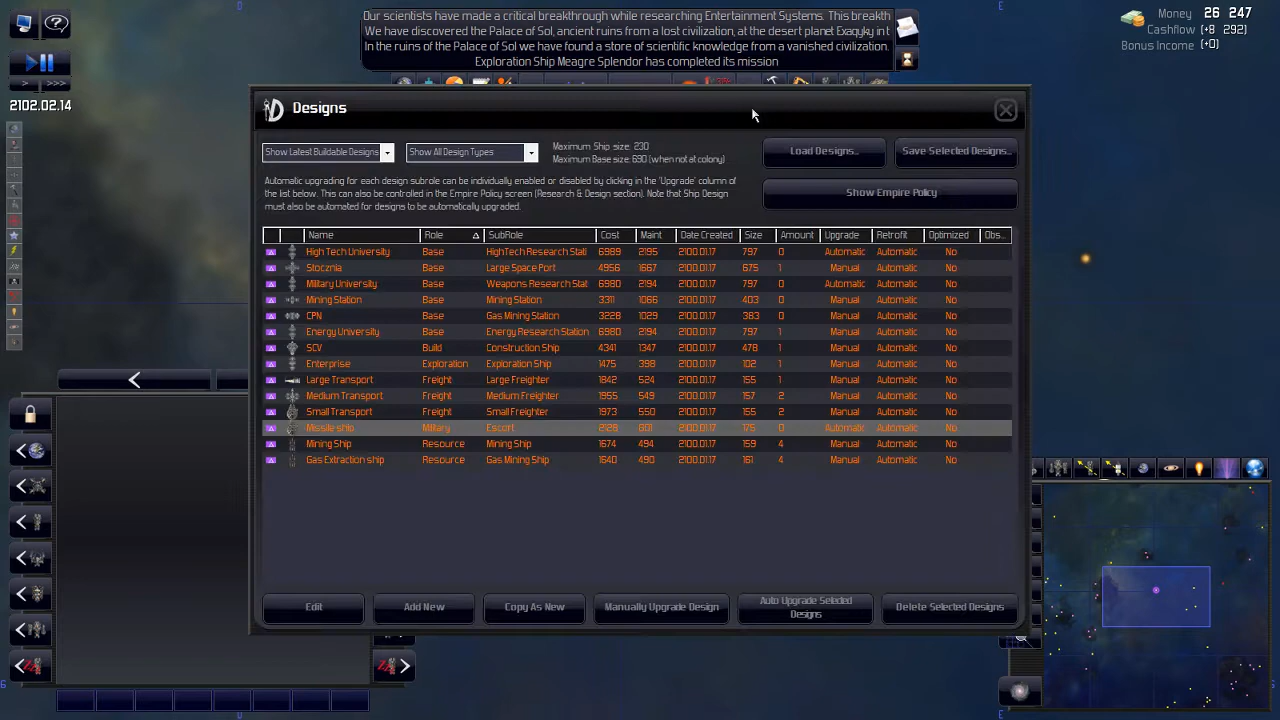 Our scientists have made a critical breakthrough while researching Entertainment Systems. This breakth
We have discovered the Palace of Sol, ancient ruins from a lost civilization, at the desert planet Exaqyky in t
In the ruins of the Palace of Sol we have found a store of scientific knowledge from a vanished civilization.
Exploration Ship Meagre Splendor has completed its mission
Money 26 247
Cashflow (+8 292)
Bonus Income (+0)
> >>>
2102.02.14
Designs
Show Latest Buildable Designs
Show All Design Types
Maximum Ship size: 230
Maximum Base size: 690 (when not at colony)
Load Designs...
Save Selected Designs...
Automatic upgrading for each design subrole can be individually enabled or disabled by clicking in the 'Upgrade' column of
the list below. This can also be controlled in the Empire Policy screen (Research & Design section). Note that Ship Design
must also be automated for designs to be automatically upgraded.
Show Empire Policy
Name Role SubRole Cost Maint Date Created Size Amount Upgrade Retrofit Optimized Obs...
High Tech University Base HighTech Research Stati 6989 2195 2100.01.17 797 0 Automatic Automatic No
Stocznia Base Large Space Port 4956 1667 2100.01.17 675 1 Manual Automatic No
Military University Base Weapons Research Stat 6980 2194 2100.01.17 797 0 Automatic Automatic No
Mining Station Base Mining Station 3311 1066 2100.01.17 403 0 Manual Automatic No
CPN Base Gas Mining Station 3228 1029 2100.01.17 383 0 Manual Automatic No
Energy University Base Energy Research Station 6980 2194 2100.01.17 797 1 Manual Automatic No
SCV Build Construction Ship 4341 1347 2100.01.17 478 1 Manual Automatic No
Enterprise Exploration Exploration Ship 1475 398 2100.01.17 102 1 Manual Automatic No
Large Transport Freight Large Freighter 1842 524 2100.01.17 155 1 Manual Automatic No
Medium Transport Freight Medium Freighter 1955 549 2100.01.17 157 2 Manual Automatic No
Small Transport Freight Small Freighter 1973 550 2100.01.17 155 2 Manual Automatic No
Missile ship Military Escort 2128 601 2100.01.17 175 0 Automatic Automatic No
Mining Ship Resource Mining Ship 1674 494 2100.01.17 159 4 Manual Automatic No
Gas Extraction ship Resource Gas Mining Ship 1640 490 2100.01.17 161 4 Manual Automatic No
Edit
Add New
Copy As New
Manually Upgrade Design
Auto Upgrade Selected
Designs
Delete Selected Designs